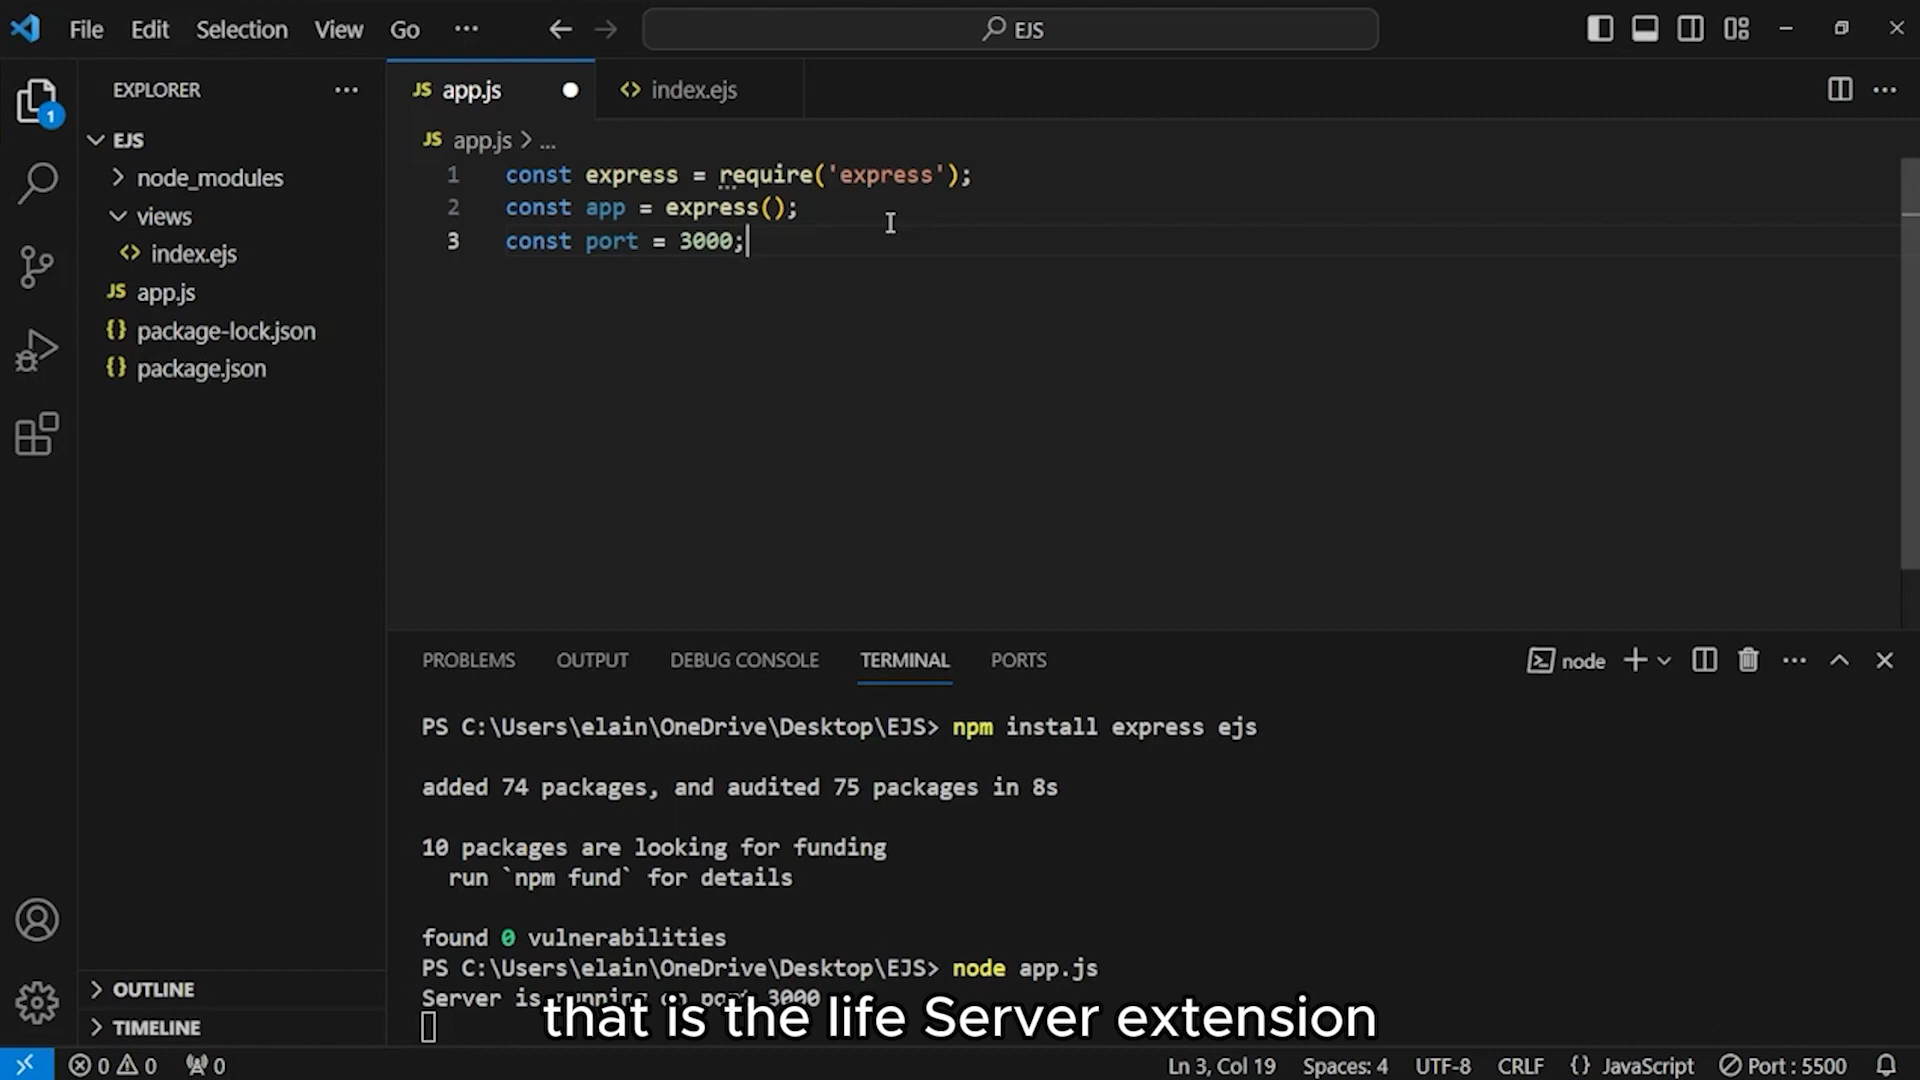 File Edit Selection View Go ... EJS
EXPLORER ...
EJS
node_modules
views
index.ejs
JS app.js
{} package-lock.json
{} package.json
OUTLINE
TIMELINE
1
JS app.js
index.ejs
JS app.js > ...
1 const express = require('express');
2 const app = express();
3 const port = 3000;
PROBLEMS OUTPUT DEBUG CONSOLE TERMINAL PORTS
node
PS C:\Users\elain\OneDrive\Desktop\EJS> npm install express ejs
added 74 packages, and audited 75 packages in 8s
10 packages are looking for funding
run `npm fund` for details
found 0 vulnerabilities
PS C:\Users\elain\OneDrive\Desktop\EJS> node app.js
Server is running on port 3000
that is the life Server extension
0 0 0 Ln 3, Col 19 Spaces: 4 UTF-8 CRLF {} JavaScript Port : 5500